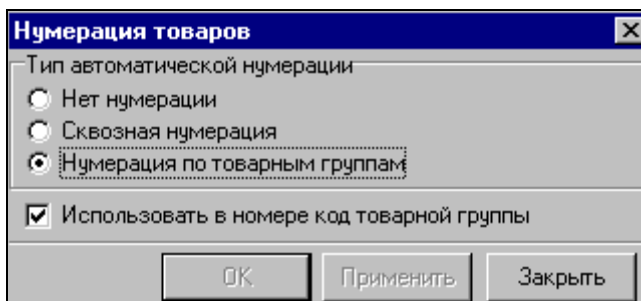 Нумерация товаров
Тип автоматической нумерации
Нет нумерации
Сквозная нумерация
Нумерация по товарным группам
Использовать в номере код товарной группы
OK Применить Закрыть